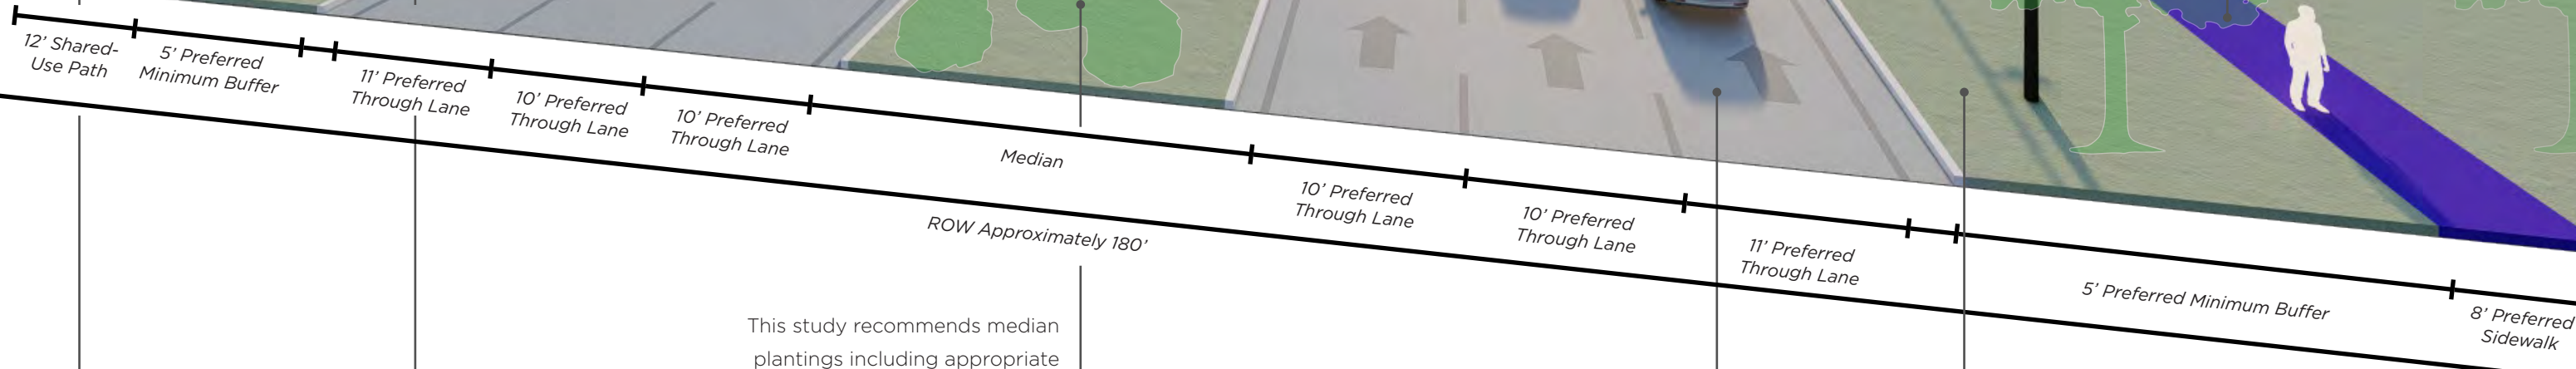 12’ Shared-
Use Path
5’ Preferred
Minimum Buffer
11’ Preferred
Through Lane
10’ Preferred
Through Lane
10’ Preferred
Through Lane
Median
10’ Preferred
Through Lane
10’ Preferred
Through Lane
11’ Preferred
Through Lane
5’ Preferred Minimum Buffer
8’ Preferred
Sidewalk
ROW Approximately 180’
This study recommends median
plantings including appropriate